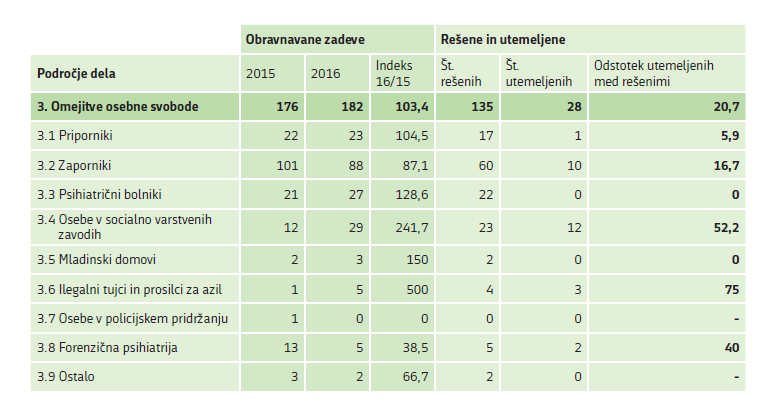 Obravnavane zadeve Rešene in utemeljene
Področje dela 2015 2016 Indeks 16/15 Št. rešenih Št. utemeljenih Odstotek utemeljenih med rešenimi
3. Omejitve osebne svobode 176 182 103,4 135 28 20,7
3.1 Priporniki 22 23 104,5 17 1 5,9
3.2 Zaporniki 101 88 87,1 60 10 16,7
3.3 Psihiatrični bolniki 21 27 128,6 22 0 0
3.4 Osebe v socialno varstvenih zavodih 12 29 241,7 23 12 52,2
3.5 Mladinski domovi 2 3 150 2 0 0
3.6 Ilegalni tujci in prosilci za azil 1 5 500 4 3 75
3.7 Osebe v policijskem pridržanju 1 0 0 0 0 -
3.8 Forenzična psihiatrija 13 5 38,5 5 2 40
3.9 Ostalo 3 2 66,7 2 0 -